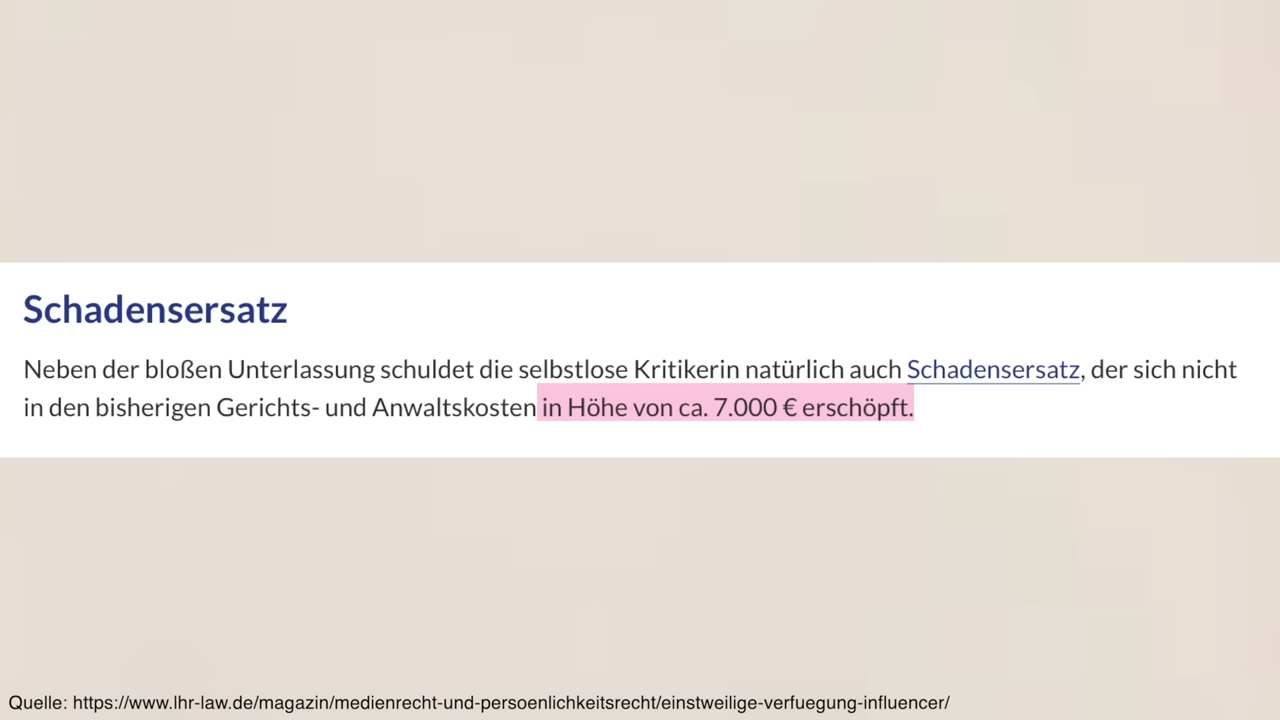 Schadensersatz
Neben der bloßen Unterlassung schuldet die selbstlose Kritikerin natürlich auch Schadensersatz, der sich nicht
in den bisherigen Gerichts- und Anwaltskosten in Höhe von ca. 7.000 € erschöpft.
Quelle: https://www.lhr-law.de/magazin/medienrecht-und-persoenlichkeitsrecht/einstweilige-verfuegung-influencer/